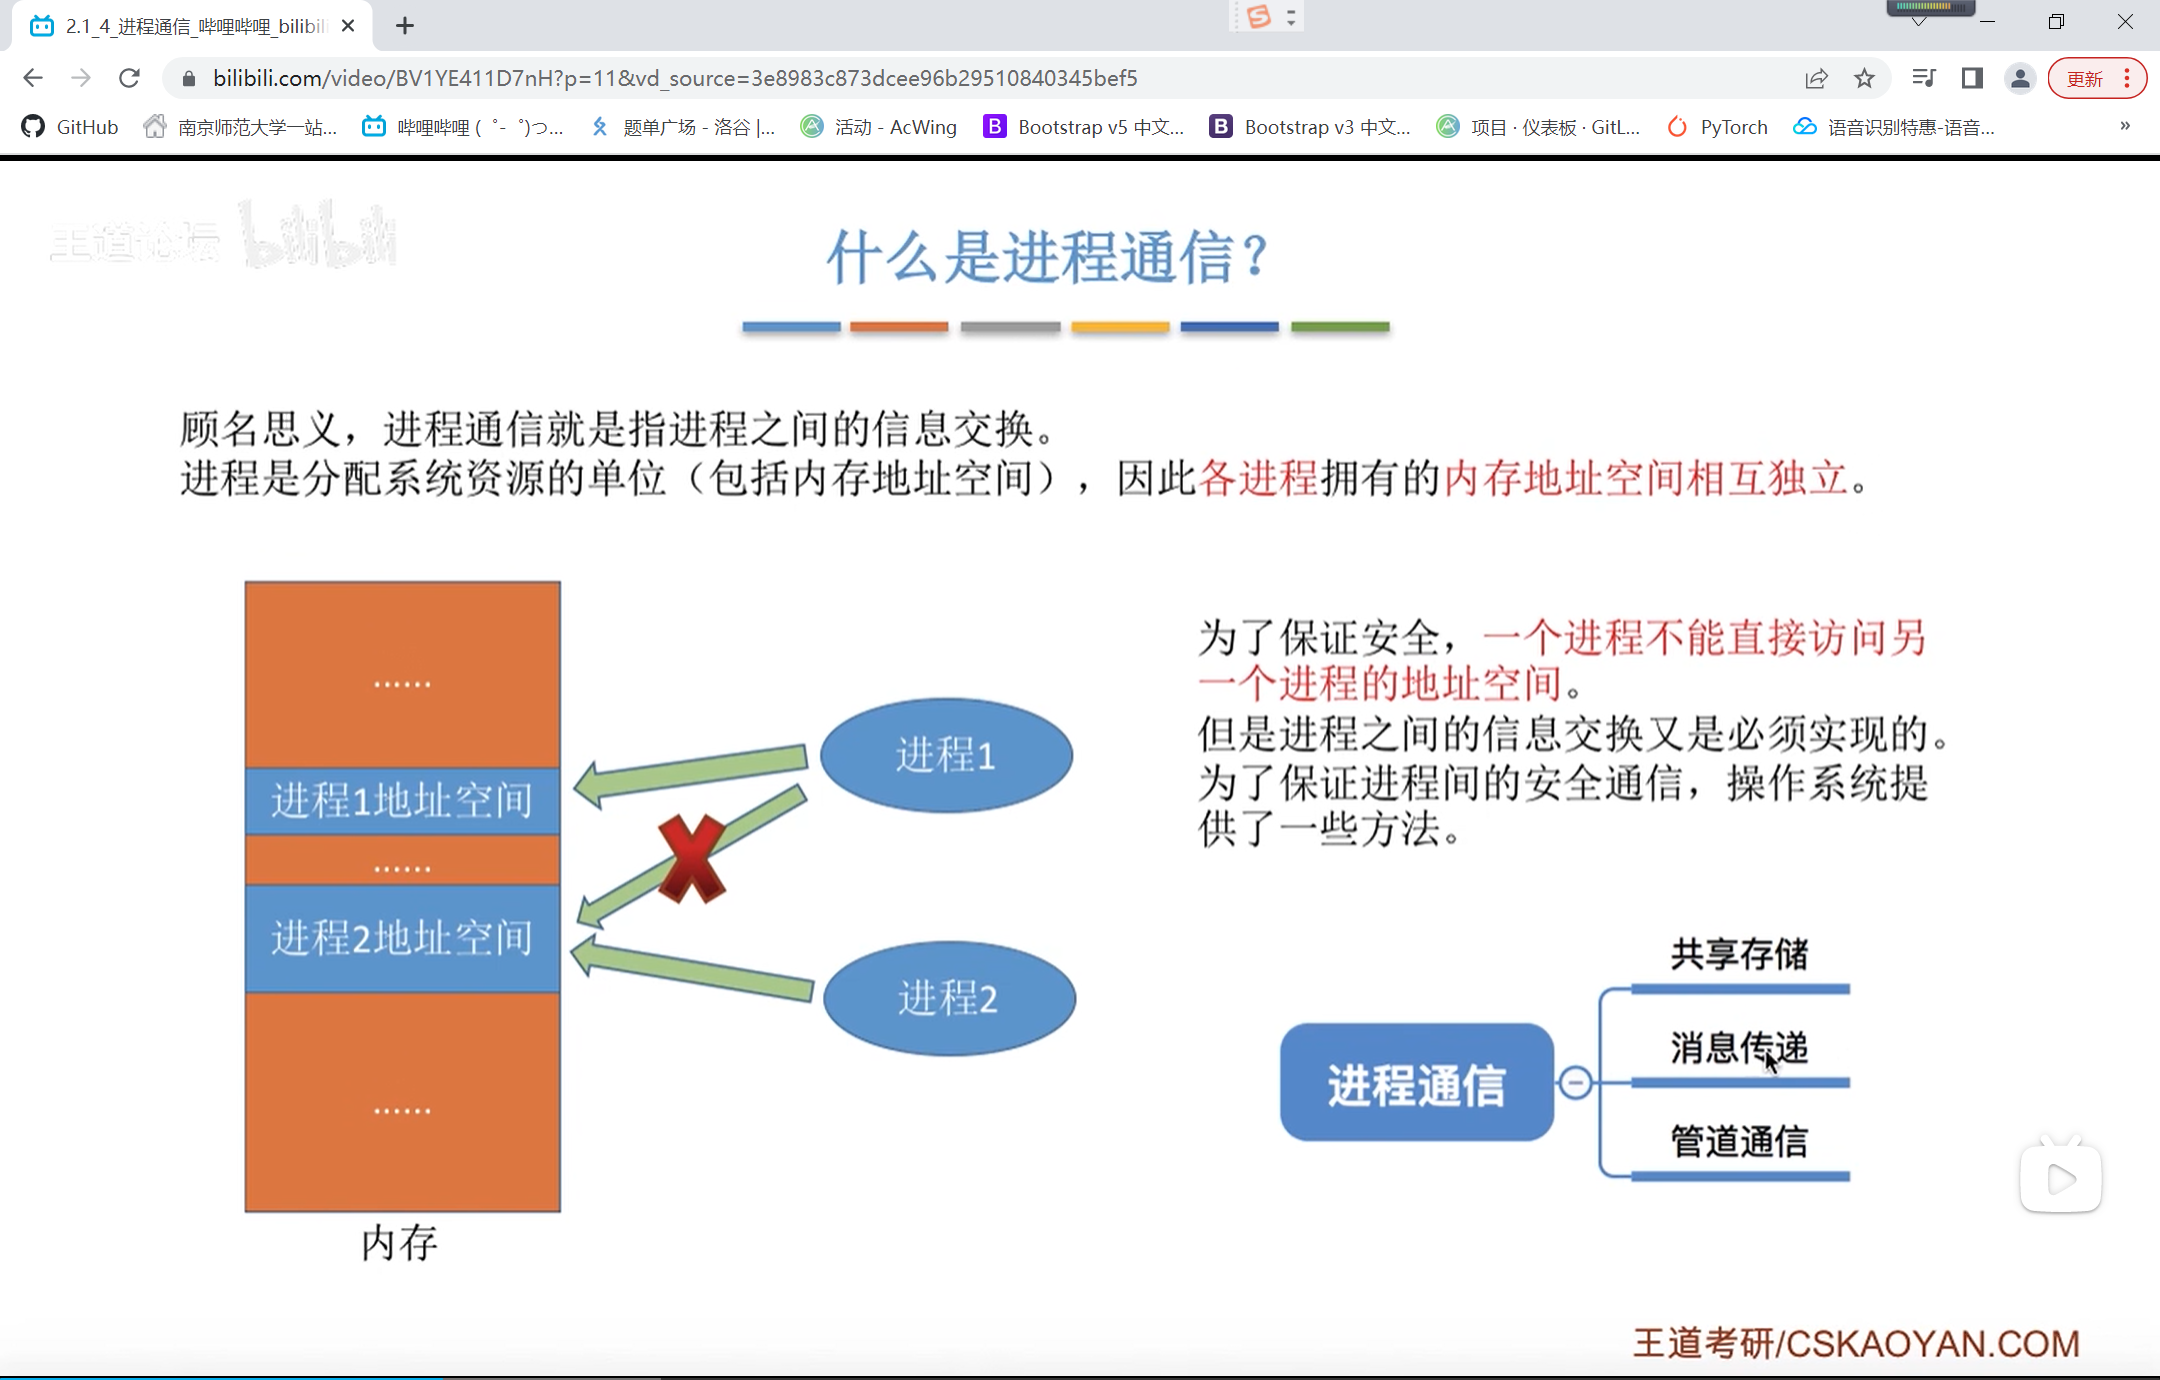 2.1_4_进程通信_哔哩哔哩_bilibili
bilibili.com/video/BV1YE411D7nH?p=11&vd_source=3e8983c873dcee96b29510840345bef5
更新
GitHub
南京师范大学一站...
哔哩哔哩 (゜-゜)つ...
题单广场 - 洛谷 |...
活动 - AcWing
Bootstrap v5 中文...
Bootstrap v3 中文...
项目 · 仪表板 · GitL...
PyTorch
语音识别特惠-语音...
»
王道论坛 bilibili
什么是进程通信？
顾名思义，进程通信就是指进程之间的信息交换。
进程是分配系统资源的单位（包括内存地址空间），因此各进程拥有的内存地址空间相互独立。
……
进程1地址空间
……
进程2地址空间
……
内存
进程1
进程2
为了保证安全，一个进程不能直接访问另
一个进程的地址空间。
但是进程之间的信息交换又是必须实现的。
为了保证进程间的安全通信，操作系统提
供了一些方法。
进程通信
共享存储
消息传递
管道通信
王道考研/CSKAOYAN.COM